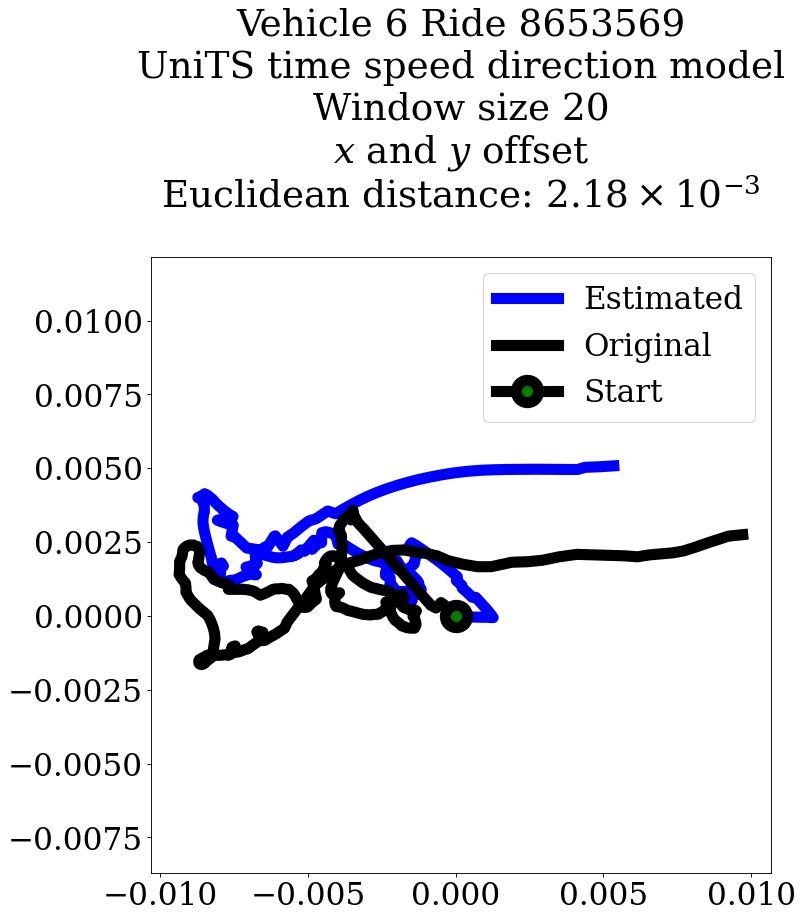 Vehicle 6 Ride 8653569
UniTS time speed direction model
Window size 20
x and y offset
Euclidean distance: 2.18 × 10⁻³
Estimated
Original
Start
0.0100
0.0075
0.0050
0.0025
0.0000
−0.0025
−0.0050
−0.0075
−0.010 −0.005 0.000 0.005 0.010